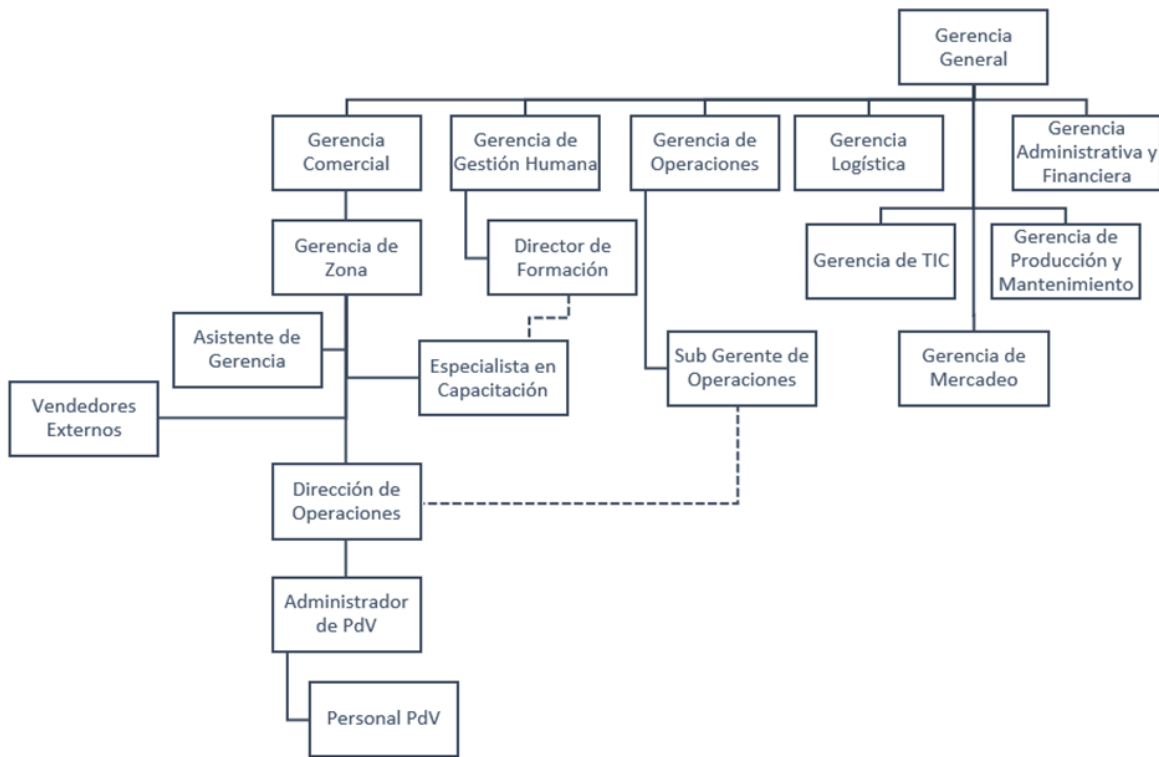 Gerencia
General
Gerencia
Comercial
Gerencia de
Gestión Humana
Gerencia de
Operaciones
Gerencia
Logística
Gerencia
Administrativa y
Financiera
Gerencia de
Zona
Director de
Formación
Gerencia de TIC
Gerencia de
Producción y
Mantenimiento
Asistente de
Gerencia
Especialista en
Capacitación
Sub Gerente de
Operaciones
Gerencia de
Mercadeo
Vendedores
Externos
Dirección de
Operaciones
Administrador
de PdV
Personal PdV